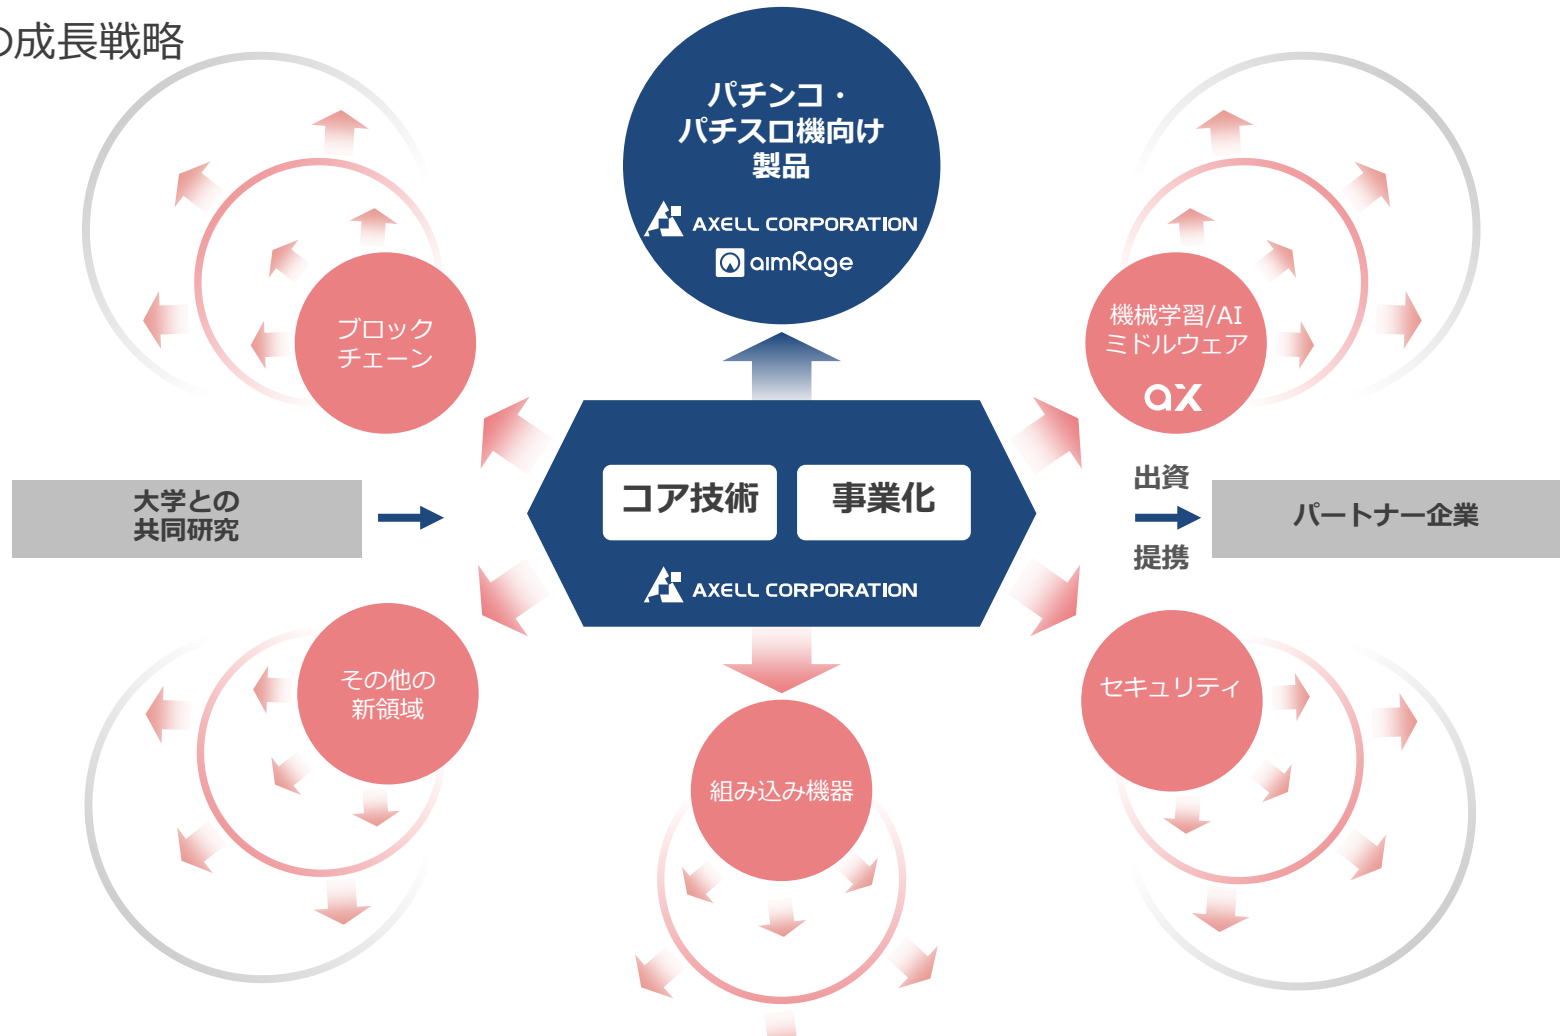 の成長戦略
パチンコ・
パチスロ機向け
製品
AXELL CORPORATION
aimRage
ブロック
チェーン
機械学習/AI
ミドルウェア
ax
大学との
共同研究
コア技術
事業化
AXELL CORPORATION
出資
提携
パートナー企業
その他の
新領域
組み込み機器
セキュリティ